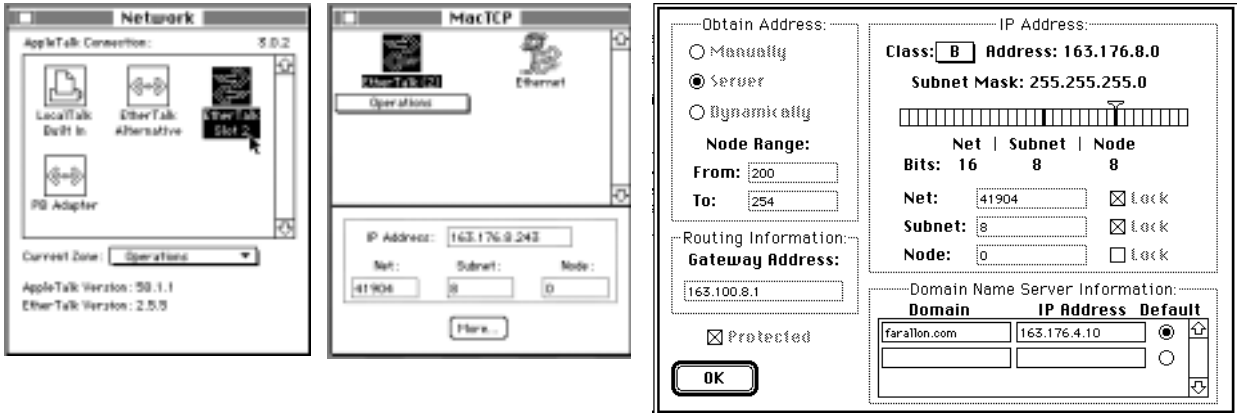 Network
AppleTalk Connection: 3.0.2
LocalTalk Built In
EtherTalk Alternative
EtherTalk Slot 2
PB Adapter
Current Zone: Operations
AppleTalk Version: 58.1.1
EtherTalk Version: 2.5.5
MacTCP
EtherTalk (2)
Ethernet
Operations
IP Address: 163.176.8.243
Net: Subnet: Node:
41904 8 0
More...
Obtain Address:
Manually
Server
Dynamically
Node Range:
From: 200
To: 254
Routing Information:
Gateway Address:
163.100.8.1
Protected
OK
IP Address:
Class: B Address: 163.176.8.0
Subnet Mask: 255.255.255.0
Net | Subnet | Node
Bits: 16 8 8
Net: 41904 Lock
Subnet: 8 Lock
Node: 0 Lock
Domain Name Server Information:
Domain IP Address Default
farallon.com 163.176.4.10